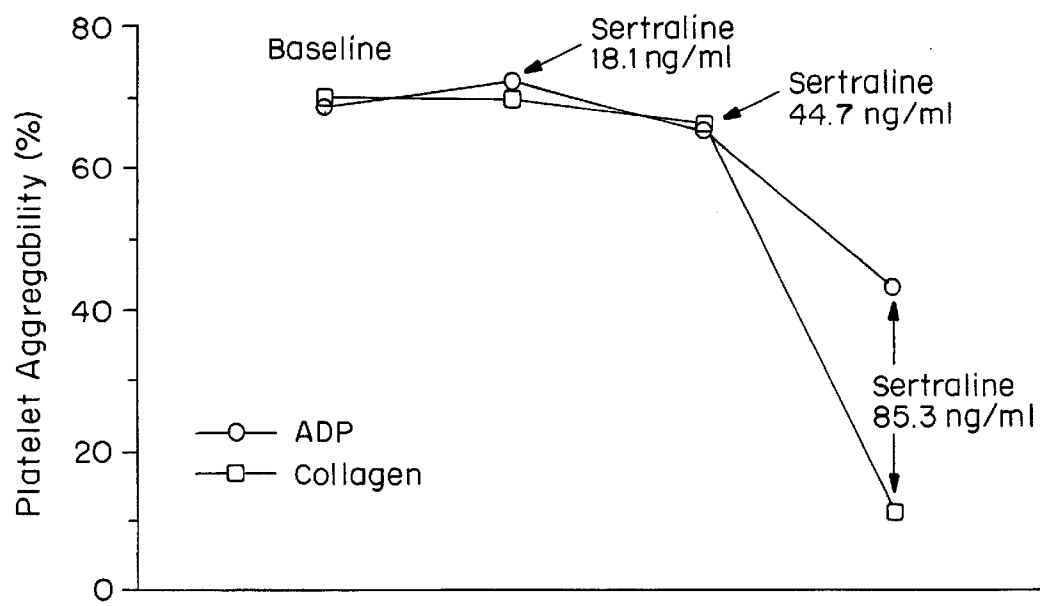 80
60
40
20
0
Platelet Aggregability (%)
Baseline
Sertraline
18.1 ng/ml
Sertraline
44.7 ng/ml
Sertraline
85.3 ng/ml
ADP
Collagen